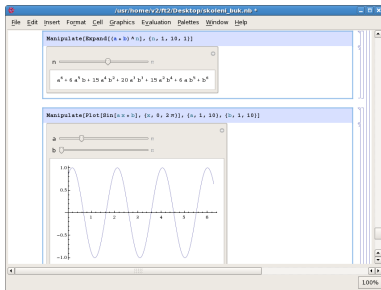 /usr/home/v2/ft2/Desktop/skoleni_buk.nb *
File Edit Insert Format Cell Graphics Evaluation Palettes Window Help
Manipulate[Expand[(a + b) ^ n], {n, 1, 10, 1}]
n
a⁶ + 6 a⁵ b + 15 a⁴ b² + 20 a³ b³ + 15 a² b⁴ + 6 a b⁵ + b⁶
Manipulate[Plot[Sin[a x + b], {x, 0, 2 π}], {a, 1, 10}, {b, 1, 10}]
a
b
1.0
0.5
1 2 3 4 5 6
-0.5
-1.0
100%